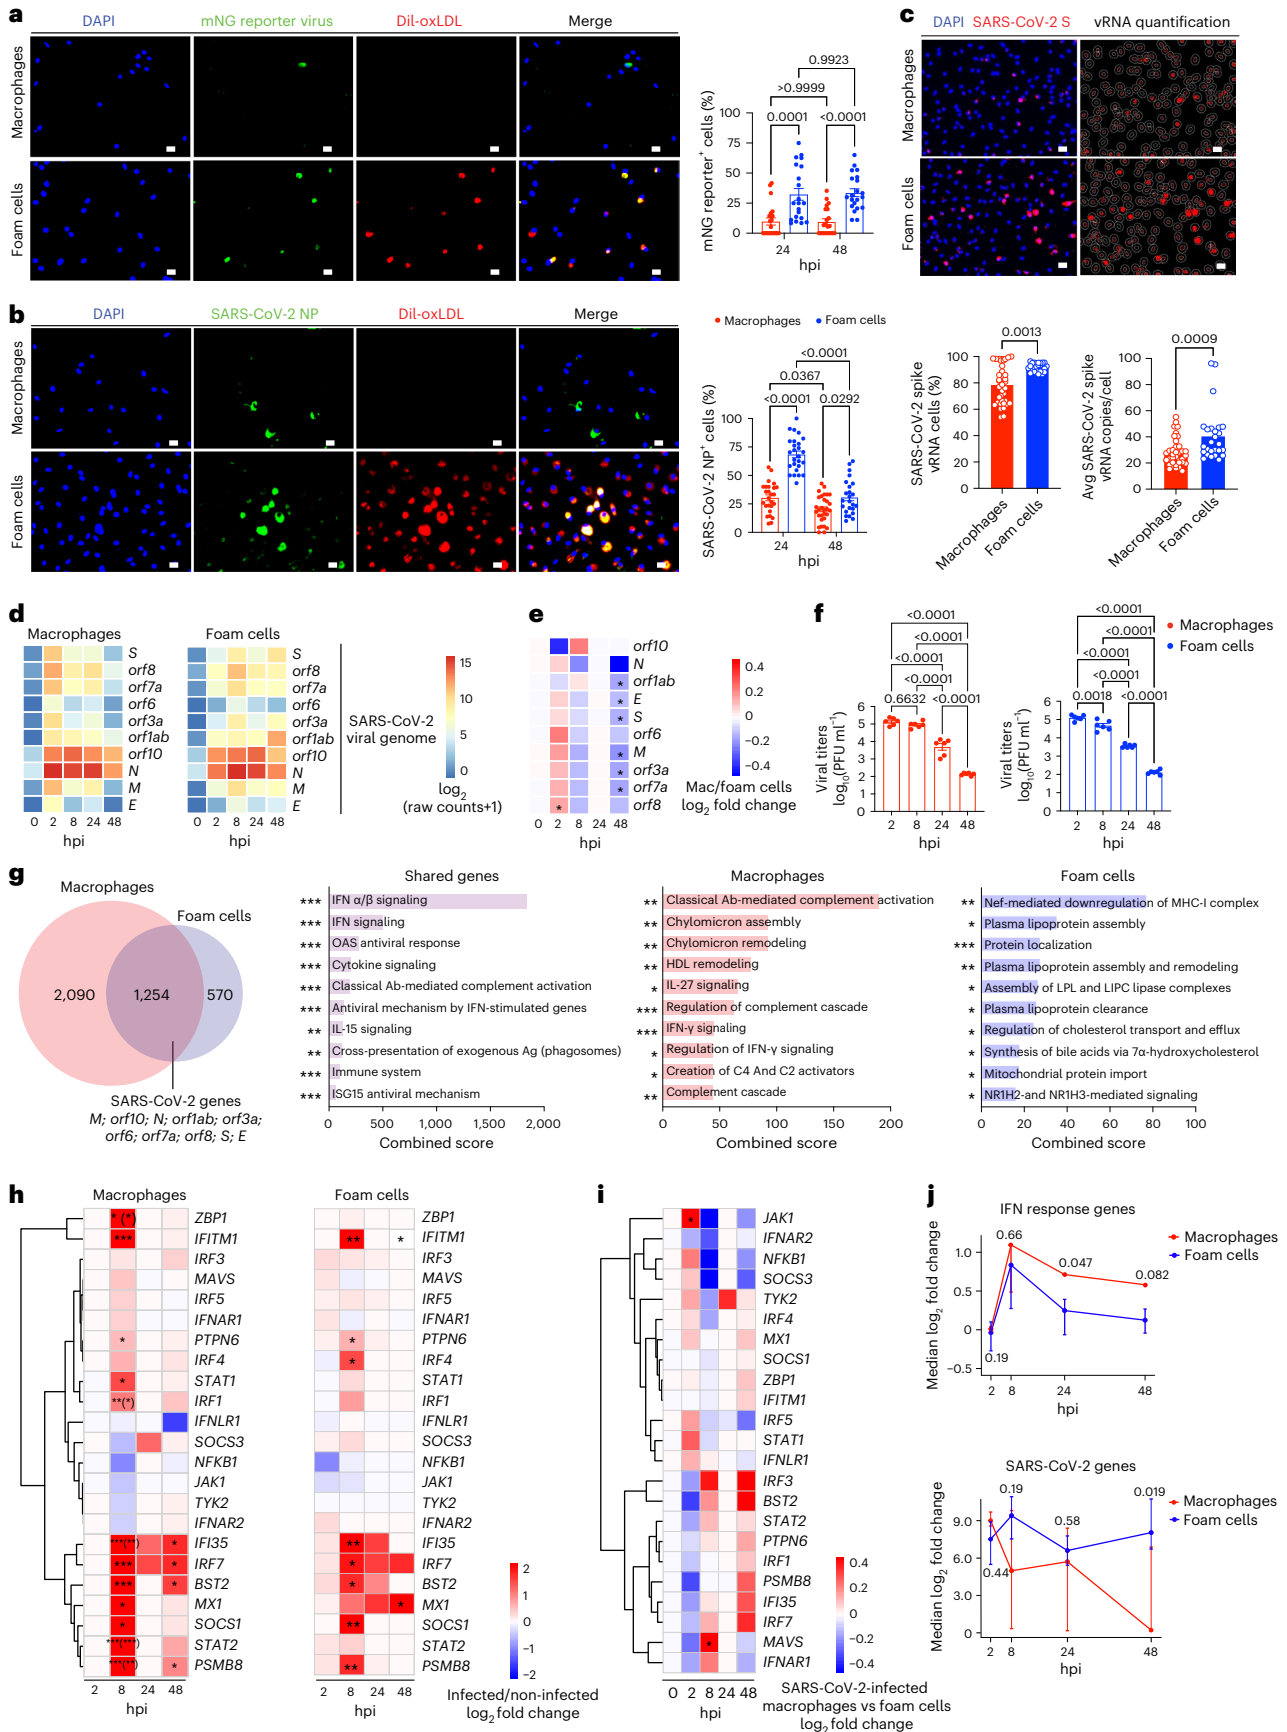 a
DAPI
mNG reporter virus
Dil-oxLDL
Merge
Macrophages
Foam cells
mNG reporter⁺ cells (%)
100
75
50
25
0
0.9923
>0.9999
0.0001
<0.0001
24
48
hpi
c
DAPI SARS-CoV-2 S
vRNA quantification
Macrophages
Foam cells
SARS-CoV-2 spike vRNA cells (%)
100
80
60
40
20
0
0.0013
Macrophages
Foam cells
Avg SARS-CoV-2 spike vRNA copies/cell
100
80
60
40
20
0
0.0009
Macrophages
Foam cells
b
DAPI
SARS-CoV-2 NP
Dil-oxLDL
Merge
Macrophages
Foam cells
Macrophages
Foam cells
SARS-CoV-2 NP⁺ cells (%)
100
75
50
25
0
<0.0001
0.0367
<0.0001
0.0292
24
48
hpi
d
Macrophages
Foam cells
S
orf8
orf7a
orf6
orf3a
orf1ab
orf10
N
M
E
0 2 8 24 48
hpi
S
orf8
orf7a
orf6
orf3a
orf1ab
orf10
N
M
E
0 2 8 24 48
hpi
SARS-CoV-2 viral genome
15
10
5
0
log₂ (raw counts+1)
e
orf10
N
orf1ab
E
S
orf6
M
orf3a
orf7a
orf8
* * * * * * * *
0 2 8 24 48
hpi
0.4
0.2
0
−0.2
−0.4
Mac/foam cells
log₂ fold change
f
Viral titers log₁₀(PFU ml⁻¹)
6
5
4
3
2
1
0
<0.0001
<0.0001
<0.0001
<0.0001
0.6632
<0.0001
2 8 24 48
hpi
Viral titers log₁₀(PFU ml⁻¹)
6
5
4
3
2
1
0
<0.0001
<0.0001
<0.0001
<0.0001
0.0018
<0.0001
2 8 24 48
hpi
Macrophages
Foam cells
g
Macrophages
Foam cells
2,090
1,254
570
SARS-CoV-2 genes
M; orf10; N; orf1ab; orf3a;
orf6; orf7a; orf8; S; E
Shared genes
*** IFN α/β signaling
*** IFN signaling
*** OAS antiviral response
*** Cytokine signaling
*** Classical Ab-mediated complement activation
*** Antiviral mechanism by IFN-stimulated genes
** IL-15 signaling
** Cross-presentation of exogenous Ag (phagosomes)
*** Immune system
*** ISG15 antiviral mechanism
0 500 1,000 1,500 2,000
Combined score
Macrophages
** Classical Ab-mediated complement activation
** Chylomicron assembly
** Chylomicron remodeling
** HDL remodeling
* IL-27 signaling
*** Regulation of complement cascade
*** IFN-γ signaling
* Regulation of IFN-γ signaling
* Creation of C4 And C2 activators
** Complement cascade
0 50 100 150 200
Combined score
Foam cells
** Nef-mediated downregulation of MHC-I complex
* Plasma lipoprotein assembly
*** Protein localization
** Plasma lipoprotein assembly and remodeling
* Assembly of LPL and LIPC lipase complexes
* Plasma lipoprotein clearance
* Regulation of cholesterol transport and efflux
* Synthesis of bile acids via 7α-hydroxycholesterol
* Mitochondrial protein import
* NR1H2-and NR1H3-mediated signaling
0 20 40 60 80 100
Combined score
h
Macrophages
Foam cells
*(*) ZBP1
*** IFITM1
IRF3
MAVS
IRF5
IFNAR1
* PTPN6
IRF4
* STAT1
**(*) IRF1
IFNLR1
SOCS3
NFKB1
JAK1
TYK2
IFNAR2
***(**) * IFI35
*** * IRF7
*** * BST2
* MX1
* SOCS1
***(***) STAT2
***(**) * PSMB8
2 8 24 48
hpi
ZBP1
** * IFITM1
IRF3
MAVS
IRF5
IFNAR1
* PTPN6
* IRF4
STAT1
IRF1
IFNLR1
SOCS3
NFKB1
JAK1
TYK2
IFNAR2
** IFI35
* IRF7
* BST2
* MX1
** SOCS1
STAT2
** PSMB8
2 8 24 48
hpi
2
1
0
−1
−2
Infected/non-infected
log₂ fold change
i
* JAK1
IFNAR2
NFKB1
SOCS3
TYK2
IRF4
MX1
SOCS1
ZBP1
IFITM1
IRF5
STAT1
IFNLR1
IRF3
BST2
STAT2
PTPN6
IRF1
PSMB8
IFI35
IRF7
* MAVS
IFNAR1
0 2 8 24 48
hpi
0.4
0.2
0
−0.2
−0.4
SARS-CoV-2-infected
macrophages vs foam cells
log₂ fold change
j
IFN response genes
Median log₂ fold change
1.0
0.5
0
−0.5
0.66
0.047
0.082
0.19
Macrophages
Foam cells
2 8 24 48
hpi
SARS-CoV-2 genes
Median log₂ fold change
9.0
6.0
3.0
0
0.19
0.58
0.019
0.44
Macrophages
Foam cells
2 8 24 48
hpi